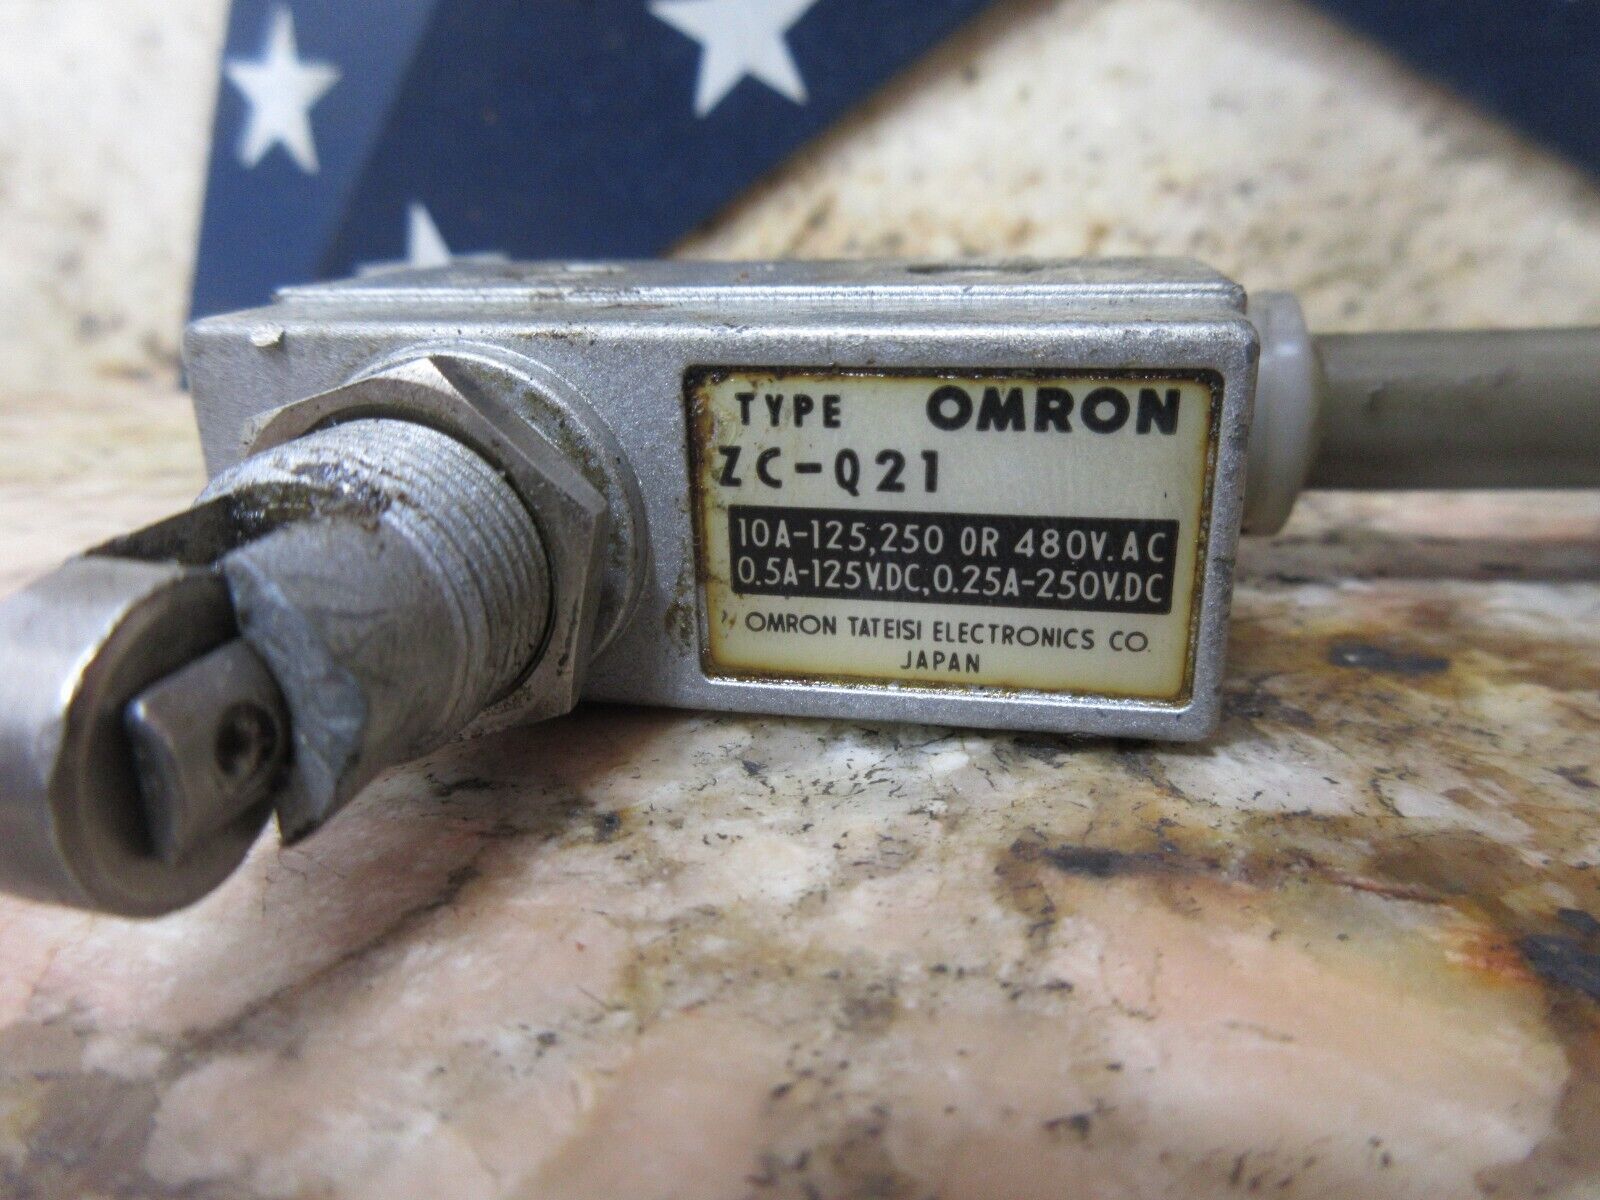 TYPE OMRON
ZC-Q21
10A-125,250 OR 480V.AC
0.5A-125V.DC,0.25A-250V.DC
OMRON TATEISI ELECTRONICS CO.
JAPAN